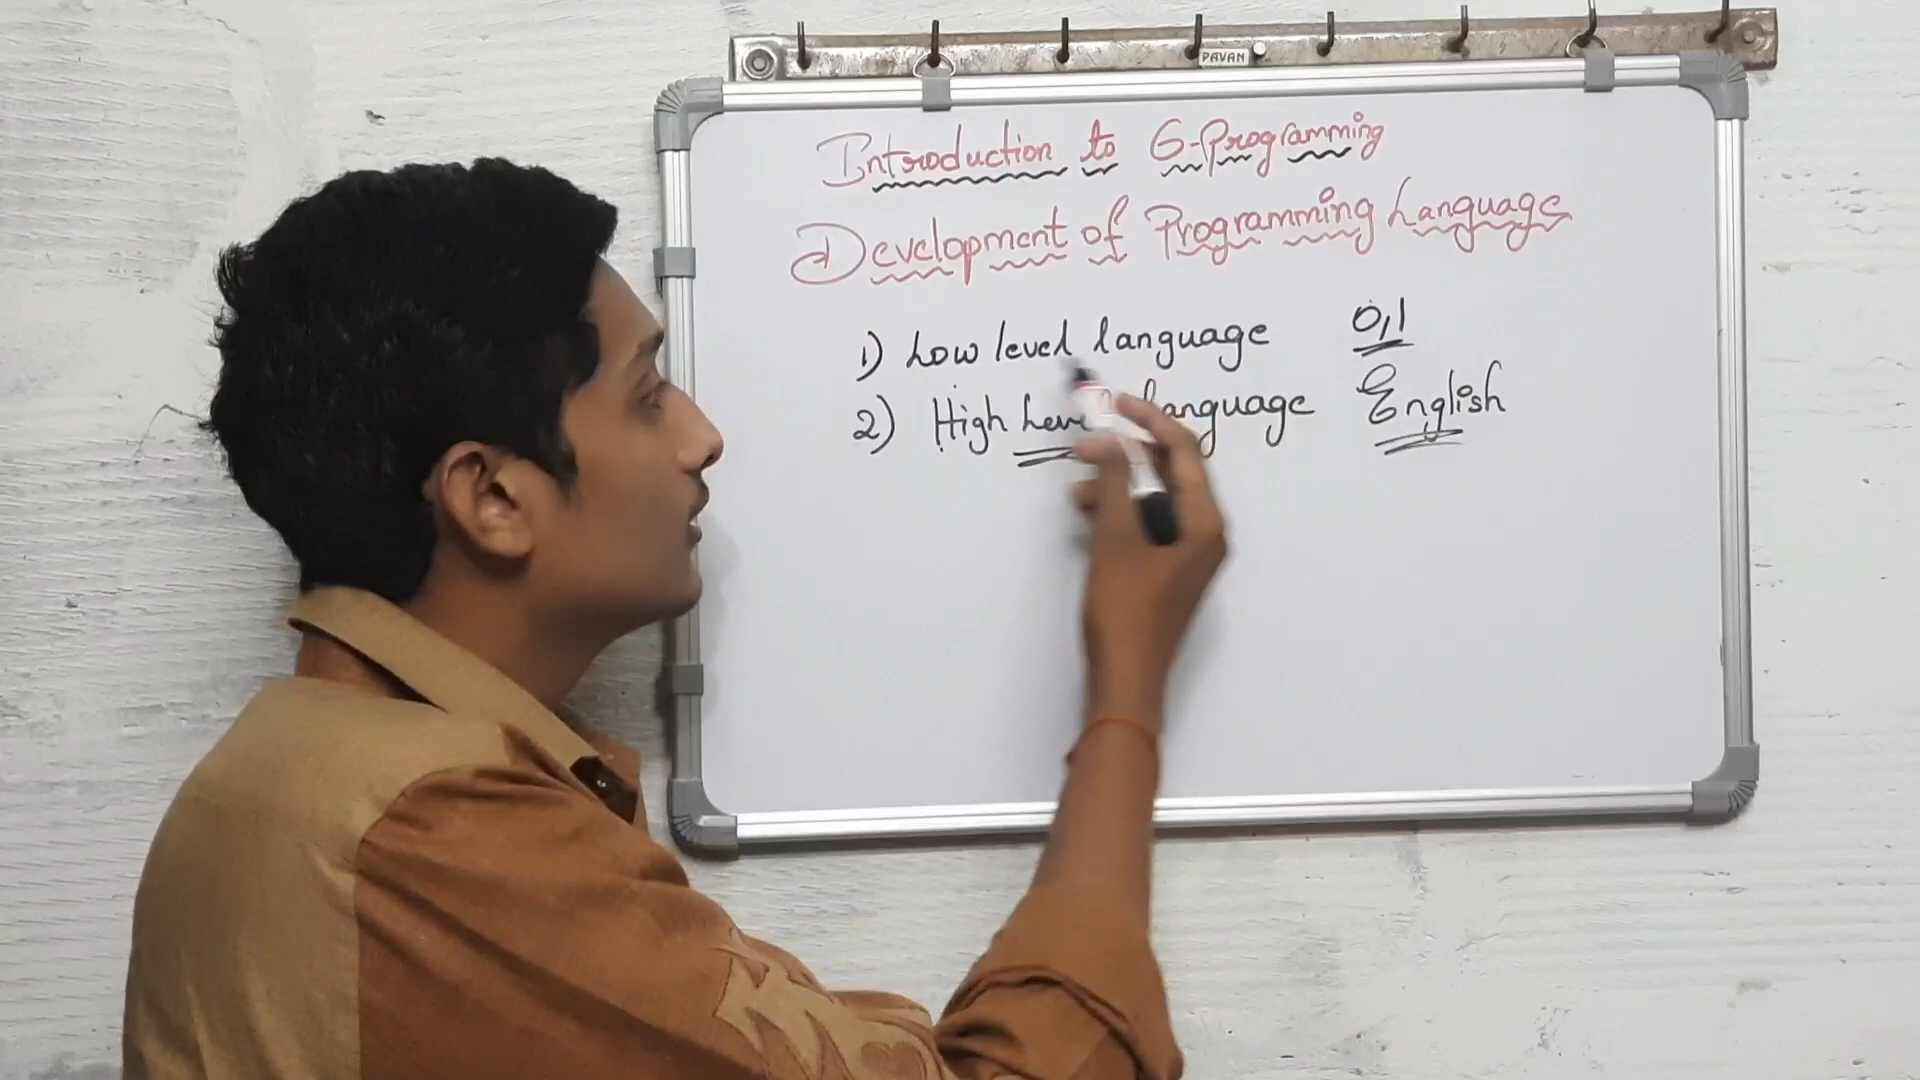 PAVAN
Introduction to C-Programming
Development of Programming Language
1) Low level language 0,1
2) High Level language English